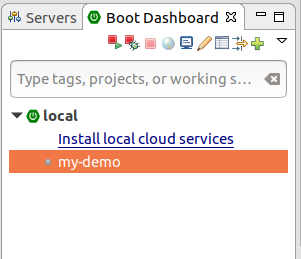 Servers
Boot Dashboard
Type tags, projects, or working s...
local
Install local cloud services
my-demo